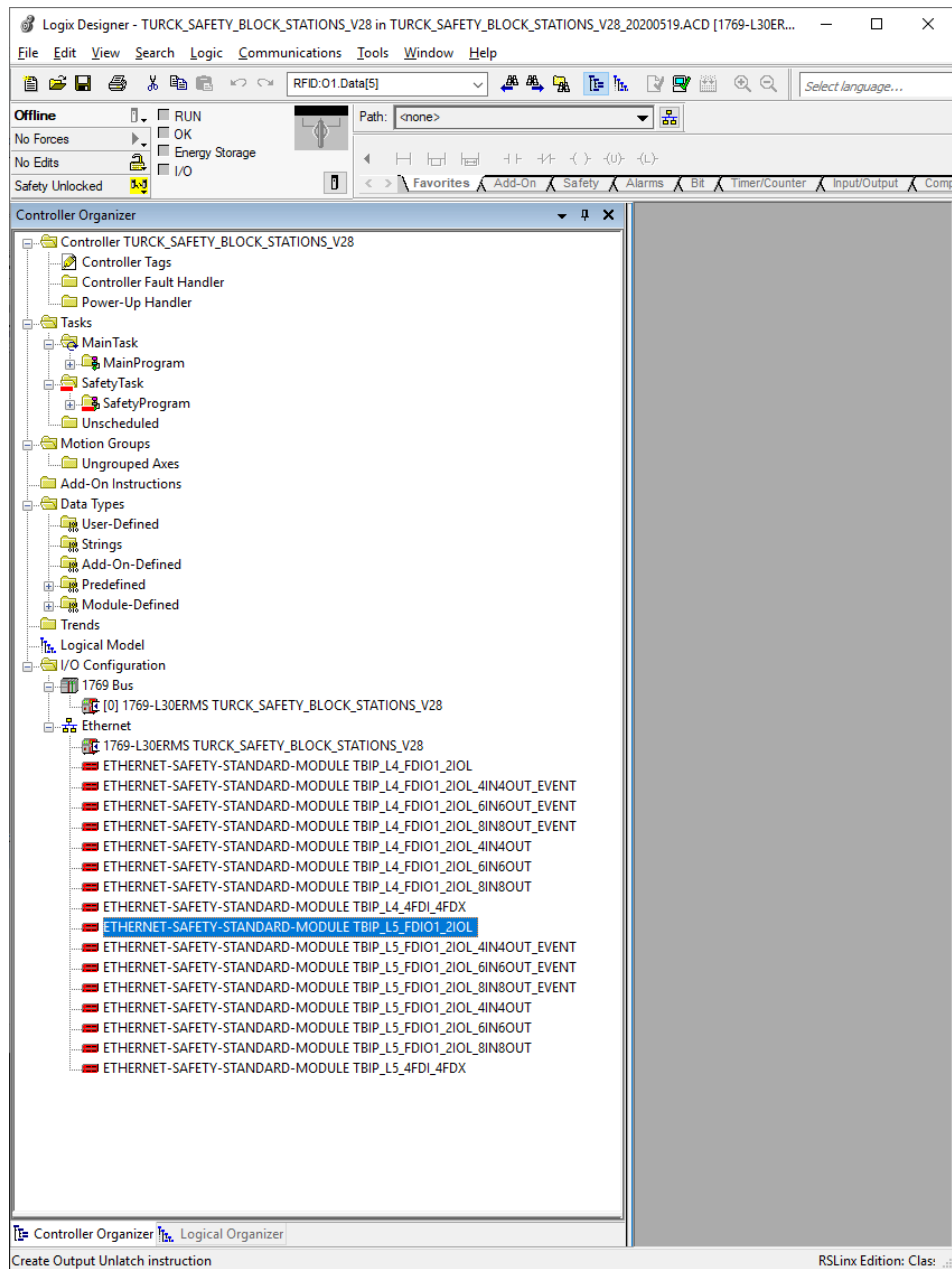 Logix Designer - TURCK_SAFETY_BLOCK_STATIONS_V28 in TURCK_SAFETY_BLOCK_STATIONS_V28_20200519.ACD [1769-L30ER...
File Edit View Search Logic Communications Tools Window Help
RFID:O1.Data[5]
Select language...
Offline
RUN
Path: <none>
No Forces
OK
No Edits
Energy Storage
Safety Unlocked
I/O
Favorites Add-On Safety Alarms Bit Timer/Counter Input/Output Comp
Controller Organizer
Controller TURCK_SAFETY_BLOCK_STATIONS_V28
Controller Tags
Controller Fault Handler
Power-Up Handler
Tasks
MainTask
MainProgram
SafetyTask
SafetyProgram
Unscheduled
Motion Groups
Ungrouped Axes
Add-On Instructions
Data Types
User-Defined
Strings
Add-On-Defined
Predefined
Module-Defined
Trends
Logical Model
I/O Configuration
1769 Bus
[0] 1769-L30ERMS TURCK_SAFETY_BLOCK_STATIONS_V28
Ethernet
1769-L30ERMS TURCK_SAFETY_BLOCK_STATIONS_V28
ETHERNET-SAFETY-STANDARD-MODULE TBIP_L4_FDIO1_2IOL
ETHERNET-SAFETY-STANDARD-MODULE TBIP_L4_FDIO1_2IOL_4IN4OUT_EVENT
ETHERNET-SAFETY-STANDARD-MODULE TBIP_L4_FDIO1_2IOL_6IN6OUT_EVENT
ETHERNET-SAFETY-STANDARD-MODULE TBIP_L4_FDIO1_2IOL_8IN8OUT_EVENT
ETHERNET-SAFETY-STANDARD-MODULE TBIP_L4_FDIO1_2IOL_4IN4OUT
ETHERNET-SAFETY-STANDARD-MODULE TBIP_L4_FDIO1_2IOL_6IN6OUT
ETHERNET-SAFETY-STANDARD-MODULE TBIP_L4_FDIO1_2IOL_8IN8OUT
ETHERNET-SAFETY-STANDARD-MODULE TBIP_L4_4FDI_4FDX
ETHERNET-SAFETY-STANDARD-MODULE TBIP_L5_FDIO1_2IOL
ETHERNET-SAFETY-STANDARD-MODULE TBIP_L5_FDIO1_2IOL_4IN4OUT_EVENT
ETHERNET-SAFETY-STANDARD-MODULE TBIP_L5_FDIO1_2IOL_6IN6OUT_EVENT
ETHERNET-SAFETY-STANDARD-MODULE TBIP_L5_FDIO1_2IOL_8IN8OUT_EVENT
ETHERNET-SAFETY-STANDARD-MODULE TBIP_L5_FDIO1_2IOL_4IN4OUT
ETHERNET-SAFETY-STANDARD-MODULE TBIP_L5_FDIO1_2IOL_6IN6OUT
ETHERNET-SAFETY-STANDARD-MODULE TBIP_L5_FDIO1_2IOL_8IN8OUT
ETHERNET-SAFETY-STANDARD-MODULE TBIP_L5_4FDI_4FDX
Controller Organizer Logical Organizer
Create Output Unlatch instruction
RSLinx Edition: Clas